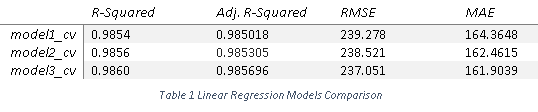 R-Squared Adj. R-Squared RMSE MAE
model1_cv 0.9854 0.985018 239.278 164.3648
model2_cv 0.9856 0.985305 238.521 162.4615
model3_cv 0.9860 0.985696 237.051 161.9039
Table 1 Linear Regression Models Comparison